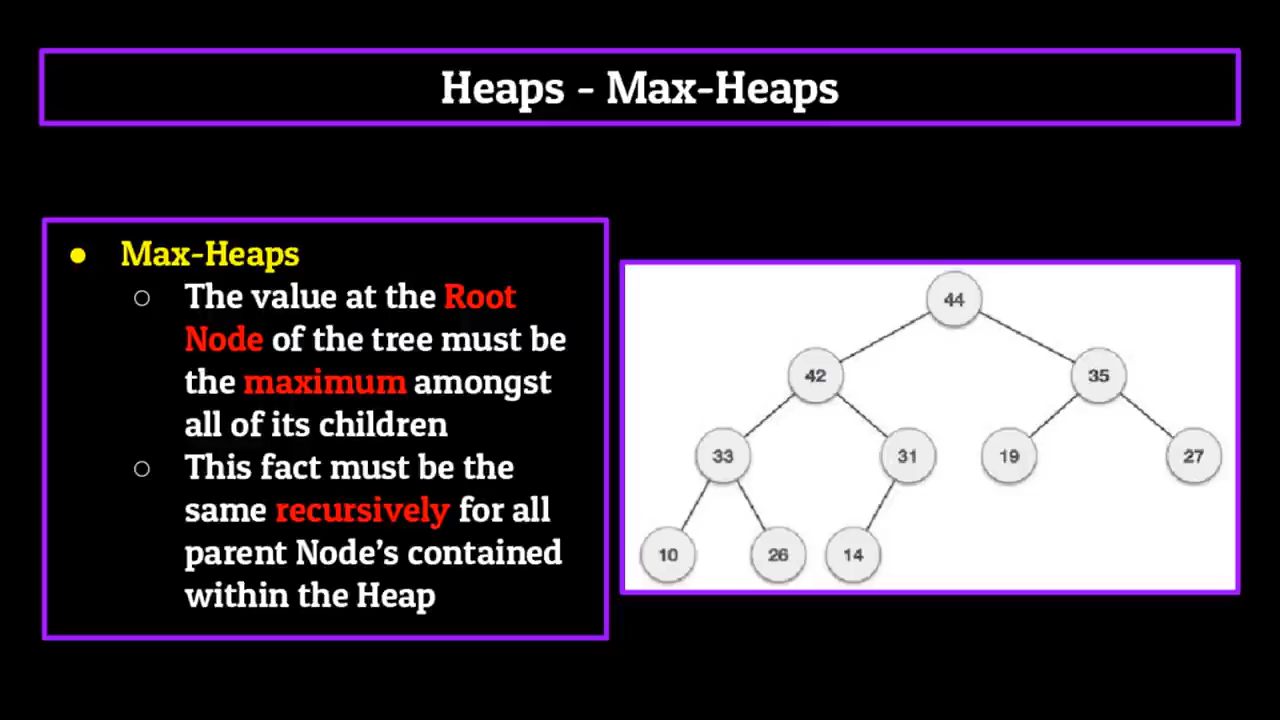 Heaps - Max-Heaps
● Max-Heaps
○ The value at the Root
Node of the tree must be
the maximum amongst
all of its children
○ This fact must be the
same recursively for all
parent Node's contained
within the Heap
44
42 35
33 31 19 27
10 26 14